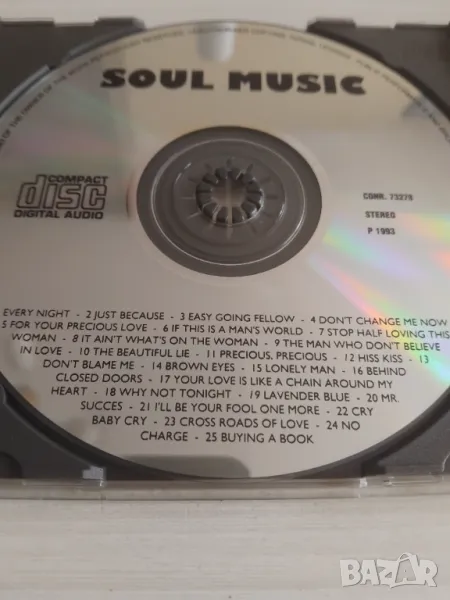 SOUL MUSIC
COMPACT
disc
DIGITAL AUDIO
CONR. 73275
STEREO
P 1993
EVERY NIGHT - 2 JUST BECAUSE - 3 EASY GOING FELLOW - 4 DON'T CHANGE ME NOW
5 FOR YOUR PRECIOUS LOVE - 6 IF THIS IS A MAN'S WORLD - 7 STOP HALF LOVING THIS
WOMAN - 8 IT AIN'T WHAT'S ON THE WOMAN - 9 THE MAN WHO DON'T BELIEVE
IN LOVE - 10 THE BEAUTIFUL LIE - 11 PRECIOUS, PRECIOUS - 12 HISS KISS - 13
DON'T BLAME ME - 14 BROWN EYES - 15 LONELY MAN - 16 BEHIND
CLOSED DOORS - 17 YOUR LOVE IS LIKE A CHAIN AROUND MY
HEART - 18 WHY NOT TONIGHT - 19 LAVENDER BLUE - 20 MR.
SUCCES - 21 I'LL BE YOUR FOOL ONE MORE - 22 CRY
BABY CRY - 23 CROSS ROADS OF LOVE - 24 NO
CHARGE - 25 BUYING A BOOK
bazar.bg